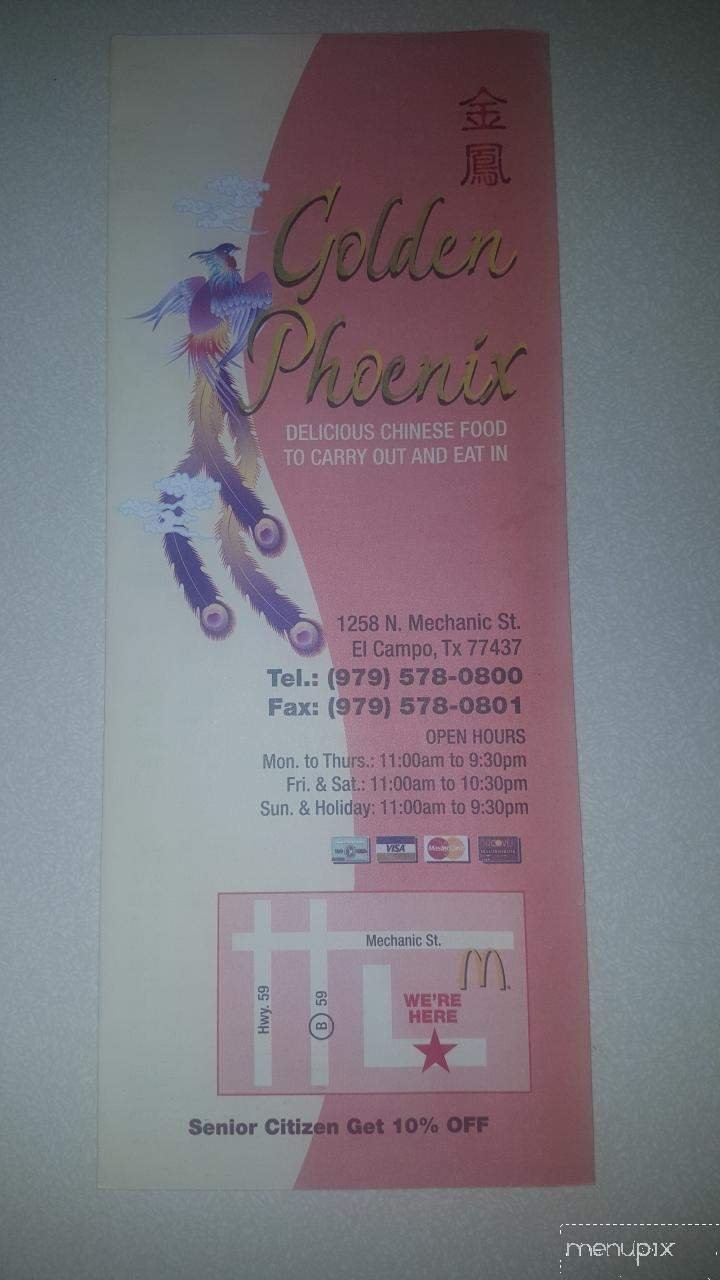 金
鳳
Golden
Phoenix
DELICIOUS CHINESE FOOD
TO CARRY OUT AND EAT IN
1258 N. Mechanic St.
El Campo, Tx 77437
Tel.: (979) 578-0800
Fax: (979) 578-0801
OPEN HOURS
Mon. to Thurs.: 11:00am to 9:30pm
Fri. & Sat.: 11:00am to 10:30pm
Sun. & Holiday: 11:00am to 9:30pm
VISA MasterCard DISCOVER
Mechanic St.
Hwy. 59
B 59
M
WE'RE
HERE
Senior Citizen Get 10% OFF
menupix